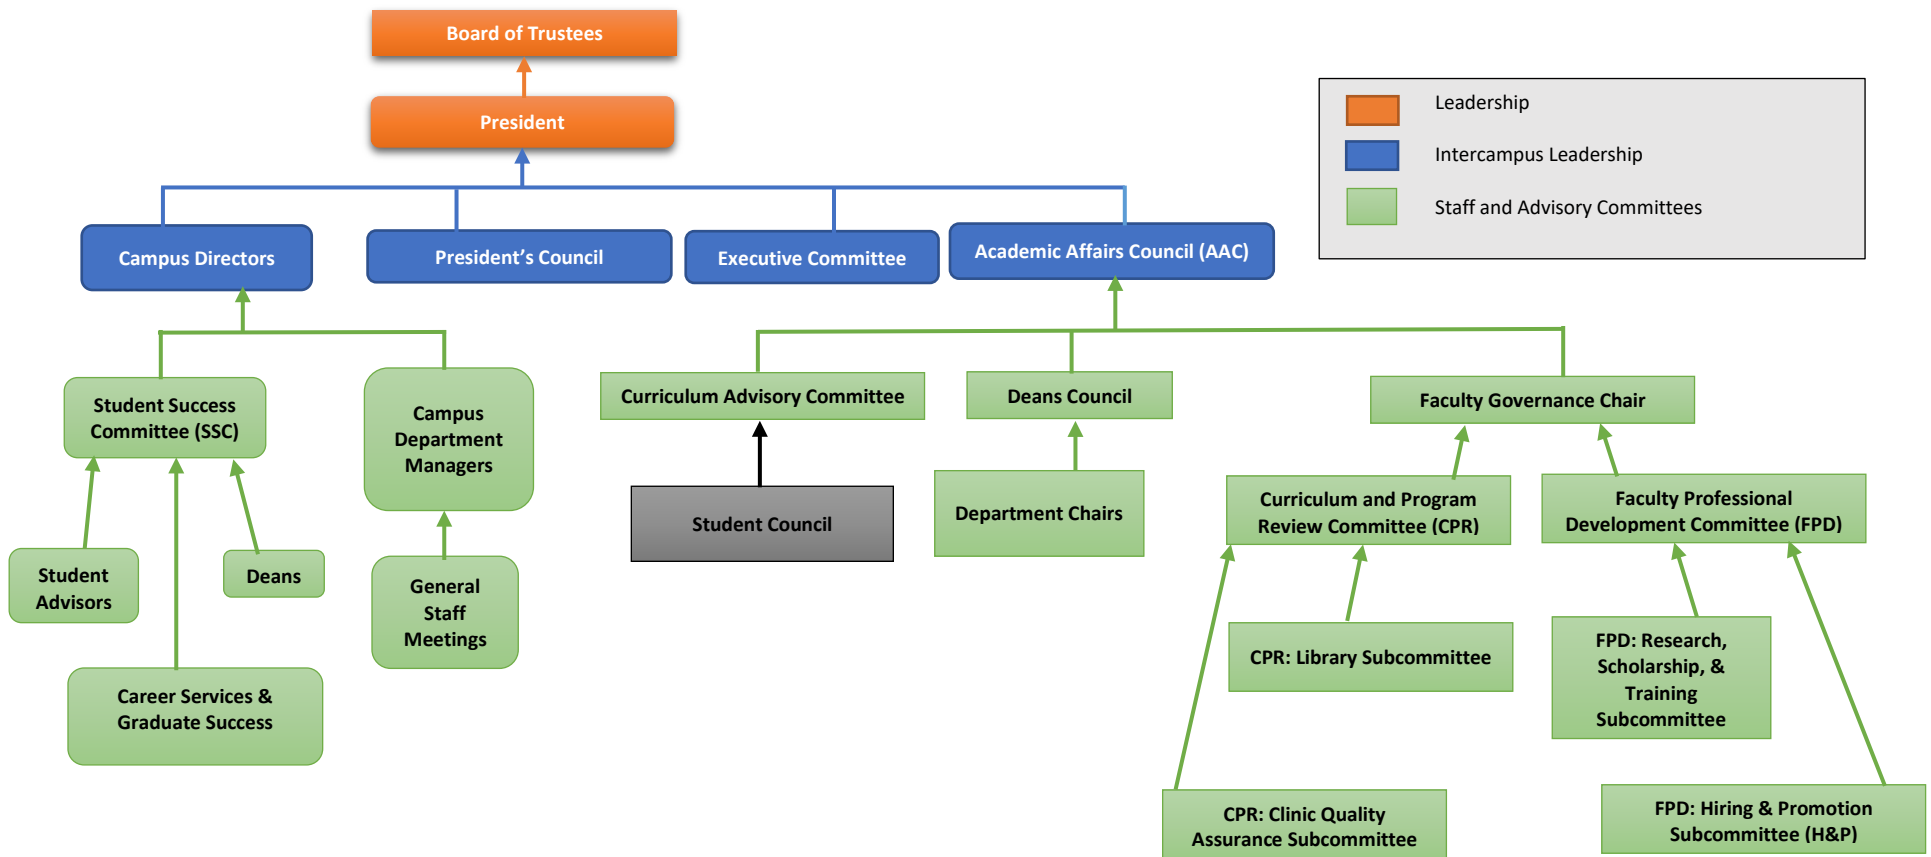 Board of Trustees
President
Leadership
Intercampus Leadership
Staff and Advisory Committees
Campus Directors
President’s Council
Executive Committee
Academic Affairs Council (AAC)
Student Success
Committee (SSC)
Campus
Department
Managers
Curriculum Advisory Committee
Deans Council
Faculty Governance Chair
Student Council
Department Chairs
Curriculum and Program
Review Committee (CPR)
Faculty Professional
Development Committee (FPD)
Student
Advisors
Deans
General
Staff
Meetings
CPR: Library Subcommittee
FPD: Research,
Scholarship, &
Training
Subcommittee
Career Services &
Graduate Success
CPR: Clinic Quality
Assurance Subcommittee
FPD: Hiring & Promotion
Subcommittee (H&P)